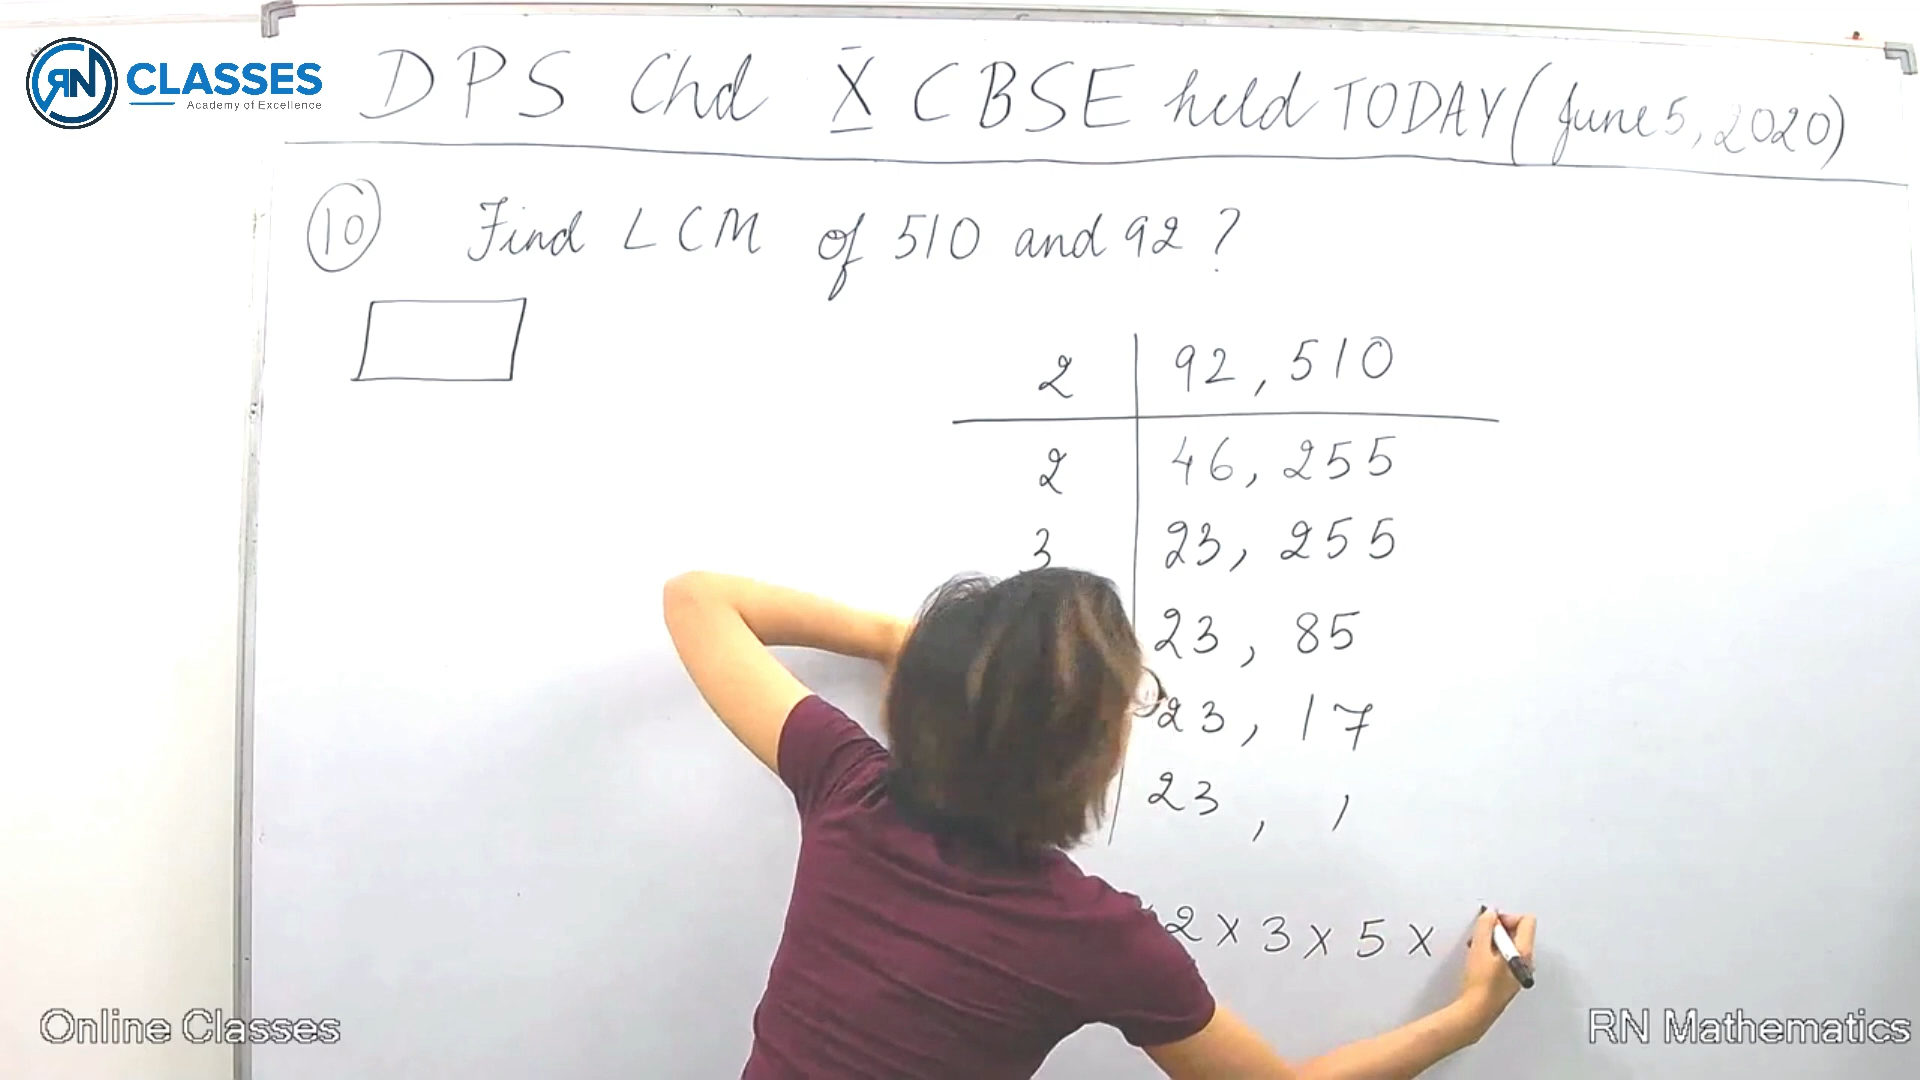 RN CLASSES
Academy of Excellence
DPS Chd X CBSE held TODAY (June 5, 2020)
10 Find LCM of 510 and 92 ?
2 92, 510
2 46, 255
3 23, 255
23, 85
23, 17
23, 1
2 x 3 x 5 x
Online Classes
RN Mathematics